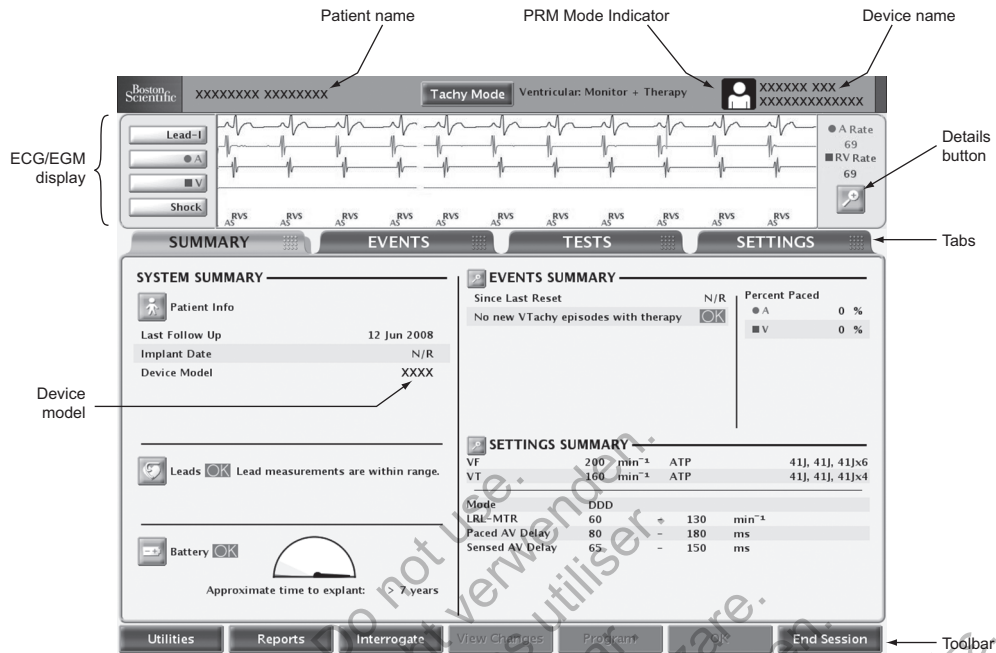 Patient name
PRM Mode Indicator
Device name
Boston Scientific
XXXXXXXX XXXXXXXX
Tachy Mode
Ventricular: Monitor + Therapy
XXXXXX XXX
XXXXXXXXXXXXX
ECG/EGM display
Lead-I
A
V
Shock
A Rate
69
RV Rate
69
Details button
RVS RVS RVS RVS RVS RVS RVS RVS RVS RVS RVS
AS AS AS AS AS AS AS AS AS AS AS
SUMMARY
EVENTS
TESTS
SETTINGS
Tabs
SYSTEM SUMMARY
Patient Info
Last Follow Up 12 Jun 2008
Implant Date N/R
Device Model XXXX
Device model
Leads OK Lead measurements are within range.
Battery OK
Approximate time to explant: > 7 years
EVENTS SUMMARY
Since Last Reset N/R
No new VTachy episodes with therapy OK
Percent Paced
A 0 %
V 0 %
SETTINGS SUMMARY
VF 200 min⁻¹ ATP 41J, 41J, 41Jx6
VT 160 min⁻¹ ATP 41J, 41J, 41Jx4
Mode DDD
LRL-MTR 60 - 130 min⁻¹
Paced AV Delay 80 - 180 ms
Sensed AV Delay 65 - 150 ms
Utilities
Reports
Interrogate
View Changes
Program
End Session
Toolbar
Do not use.
verwenden.
utiliser.